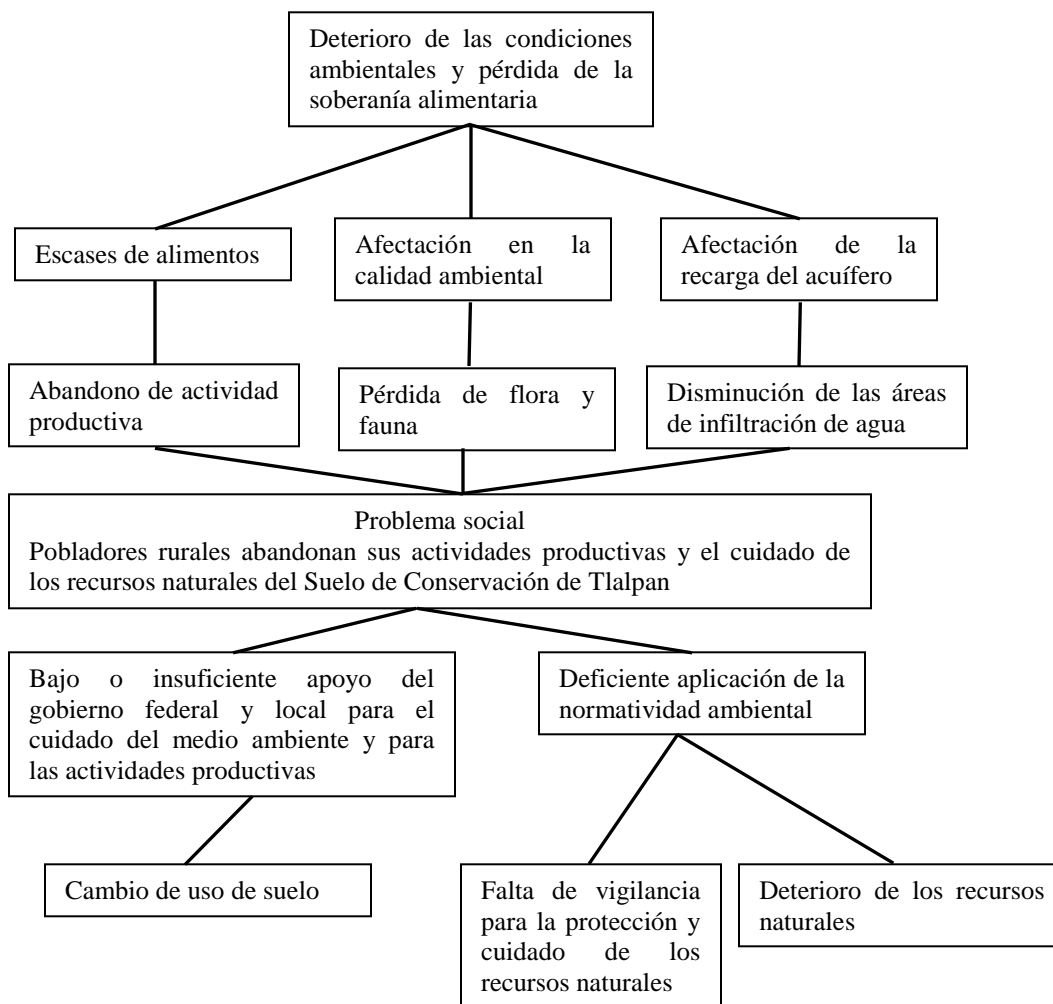 Deterioro de las condiciones
ambientales y pérdida de la
soberanía alimentaria
Escases de alimentos
Afectación en la
calidad ambiental
Afectación de la
recarga del acuífero
Abandono de actividad
productiva
Pérdida de flora y
fauna
Disminución de las áreas
de infiltración de agua
Problema social
Pobladores rurales abandonan sus actividades productivas y el cuidado de
los recursos naturales del Suelo de Conservación de Tlalpan
Bajo o insuficiente apoyo del
gobierno federal y local para el
cuidado del medio ambiente y para
las actividades productivas
Deficiente aplicación de la
normatividad ambiental
Cambio de uso de suelo
Falta de vigilancia
para la protección y
cuidado de los
recursos naturales
Deterioro de los recursos
naturales